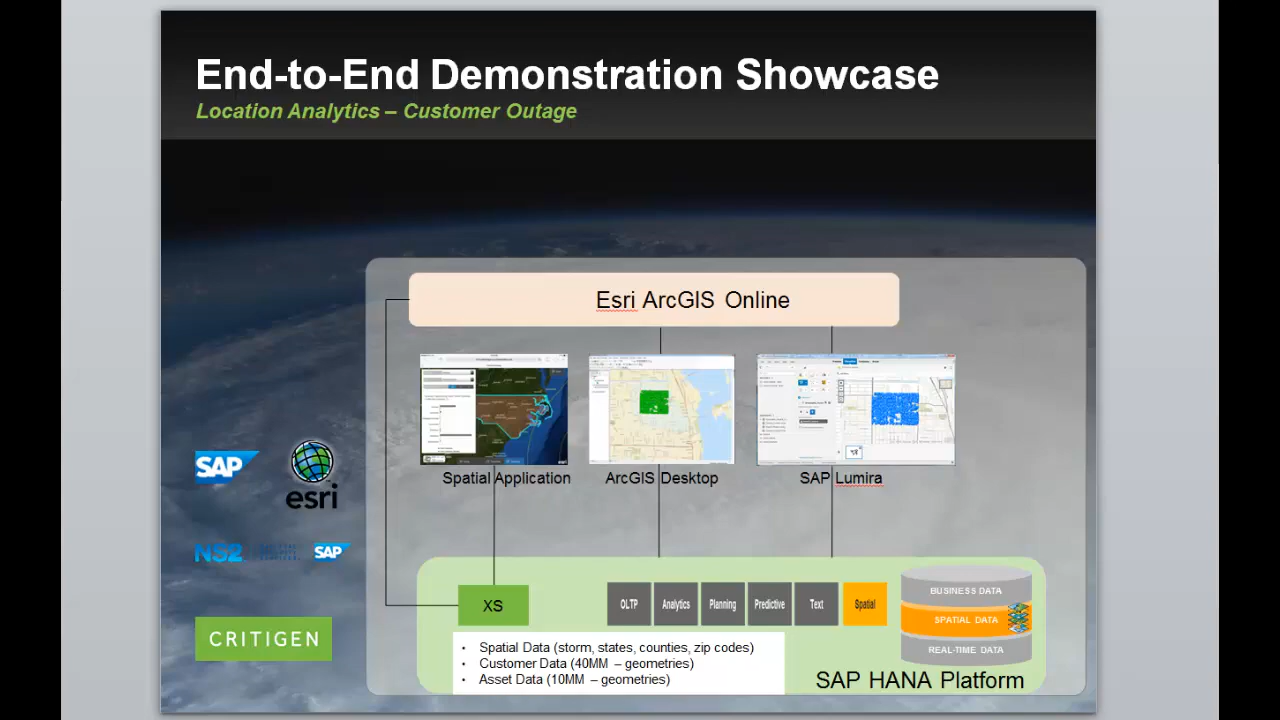 End-to-End Demonstration Showcase
Location Analytics – Customer Outage
Esri ArcGIS Online
Spatial Application
ArcGIS Desktop
SAP Lumira
SAP
esri
NS2
SAP
CRITIGEN
XS
OLTP
Analytics
Planning
Predictive
Text
Spatial
BUSINESS DATA
SPATIAL DATA
REAL-TIME DATA
• Spatial Data (storm, states, counties, zip codes)
• Customer Data (40MM – geometries)
• Asset Data (10MM – geometries)
SAP HANA Platform